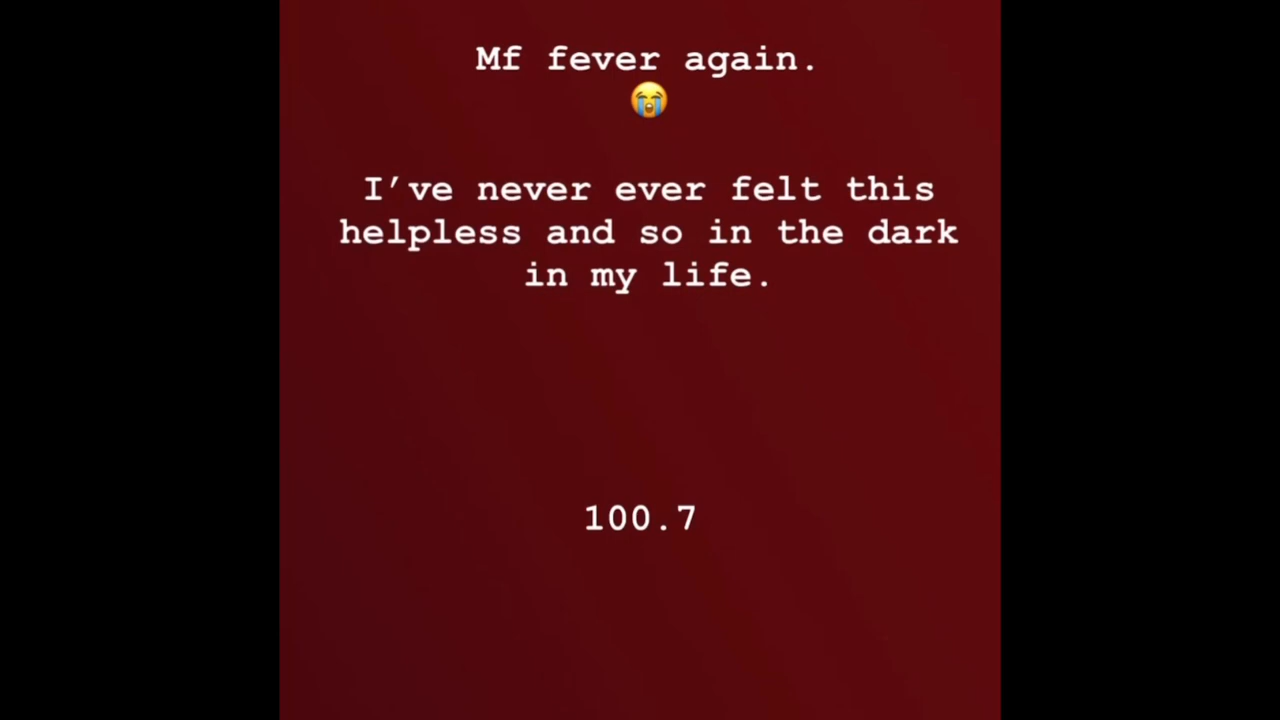 Mf fever again.
😭
I’ve never ever felt this
helpless and so in the dark
in my life.
100.7